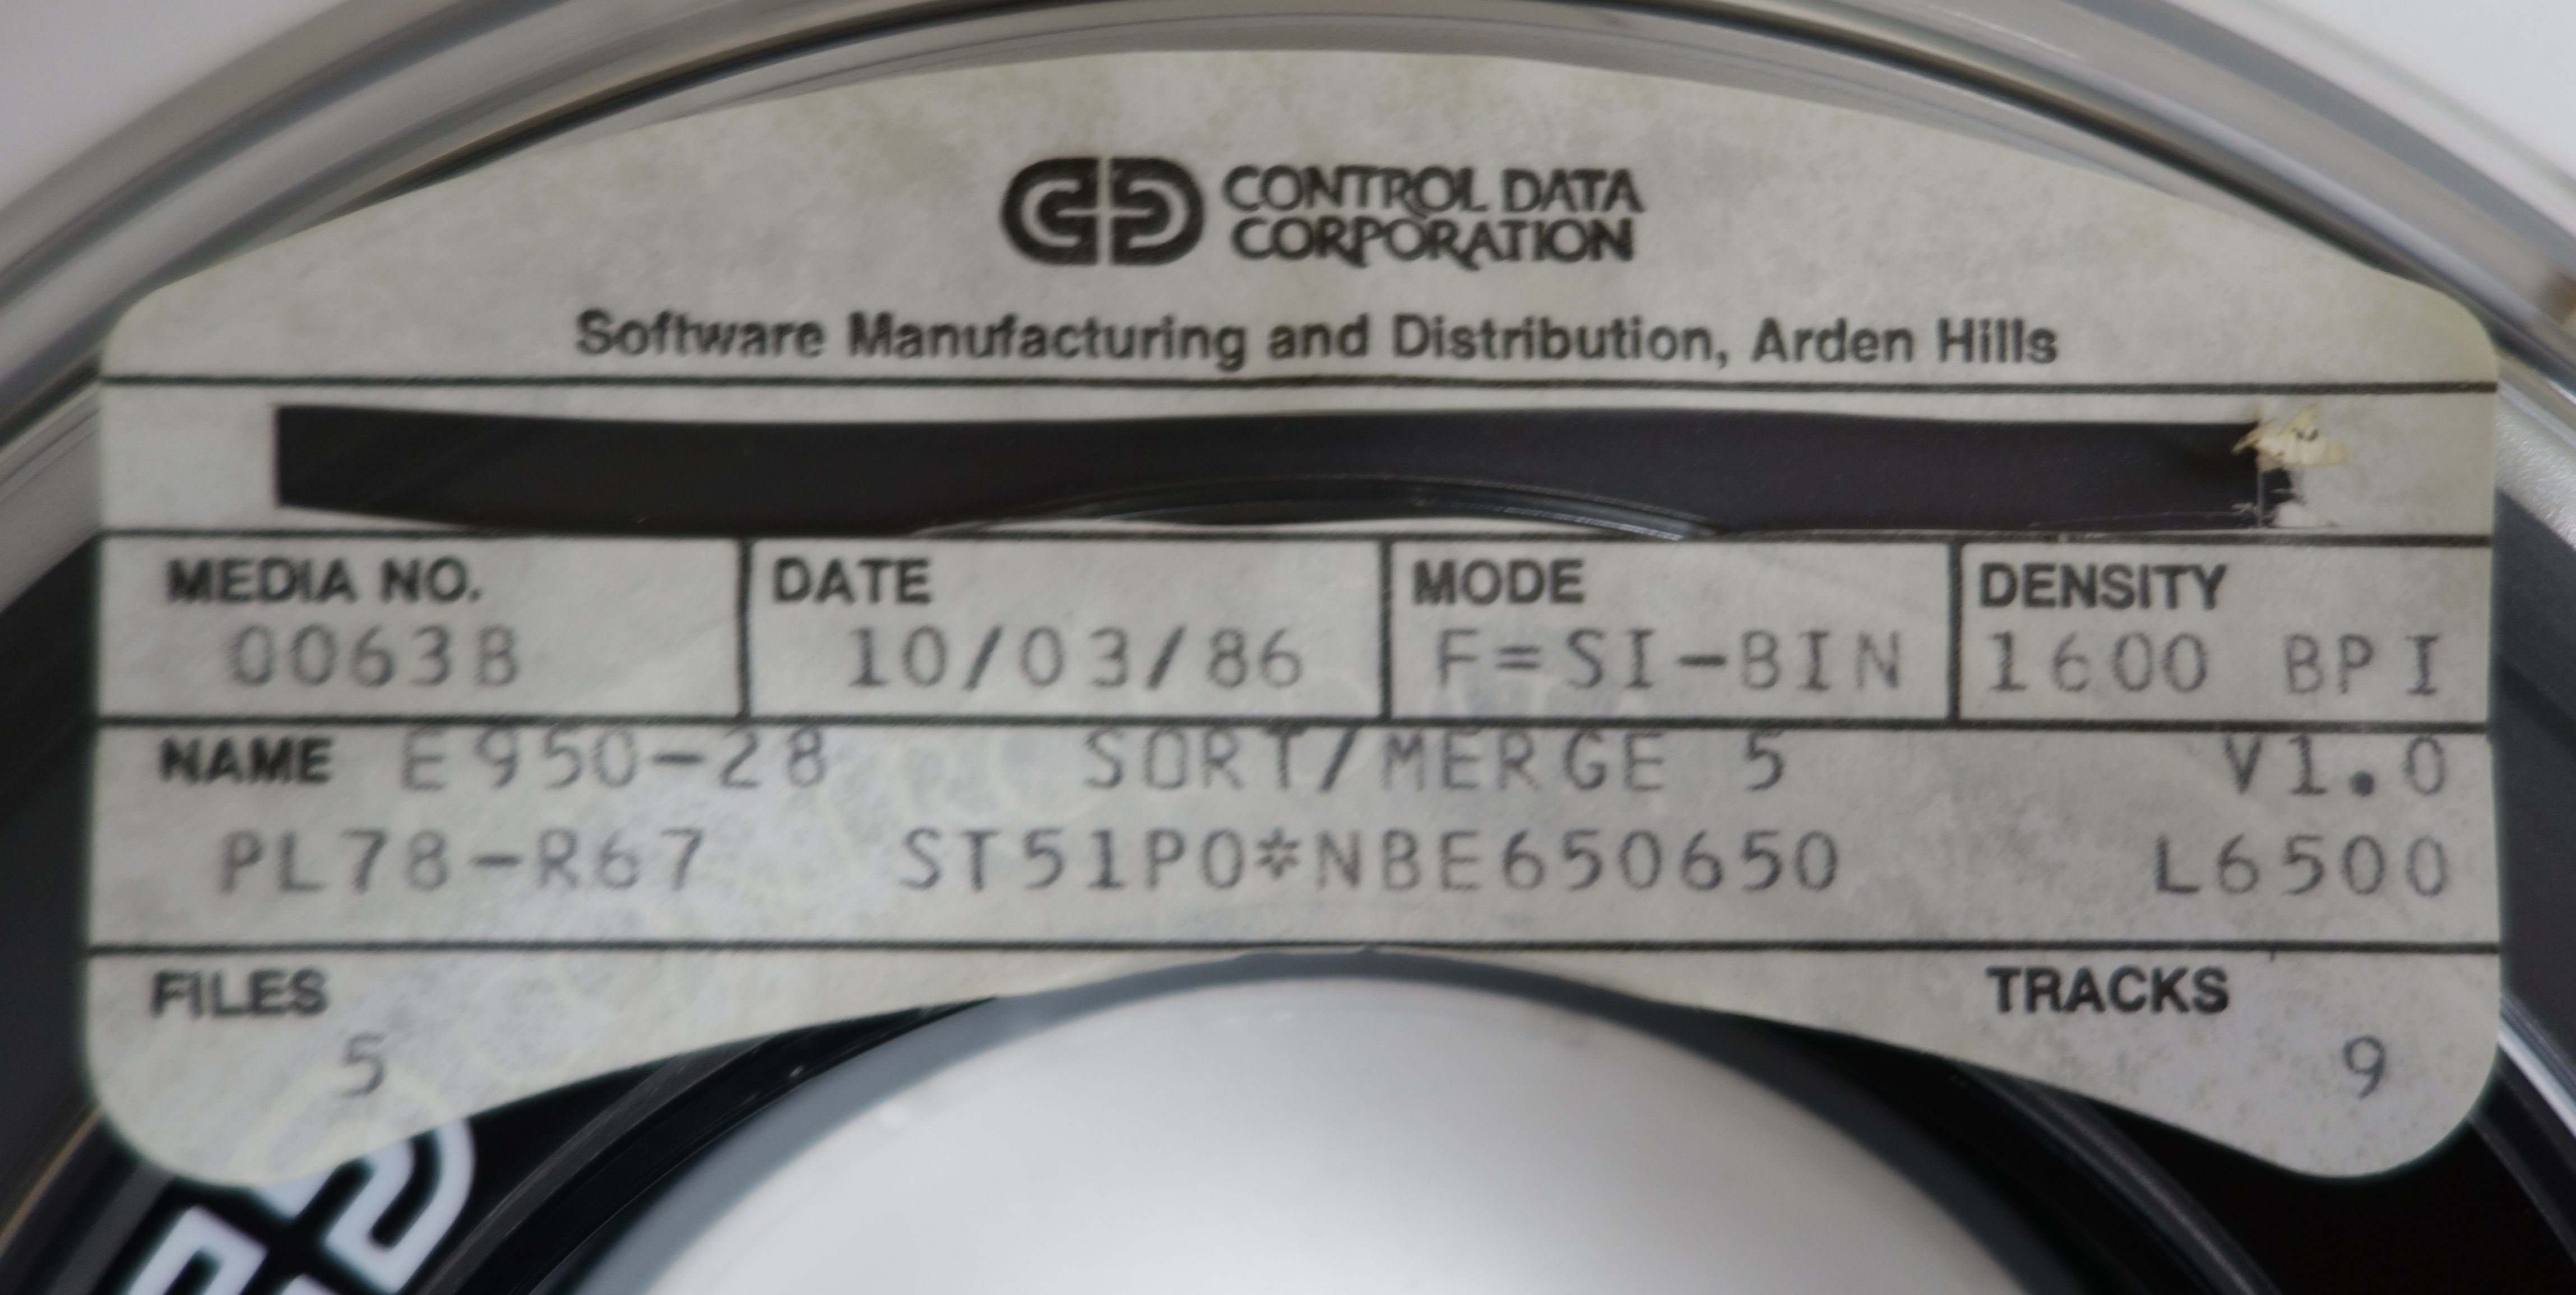 CONTROL DATA
CORPORATION
Software Manufacturing and Distribution, Arden Hills
MEDIA NO. DATE MODE DENSITY
0063B 10/03/86 F=SI-BIN 1600 BPI
NAME E950-28 SORT/MERGE 5 V1.0
PL78-R67 ST51P0*NBE650650 L6500
FILES TRACKS
5 9